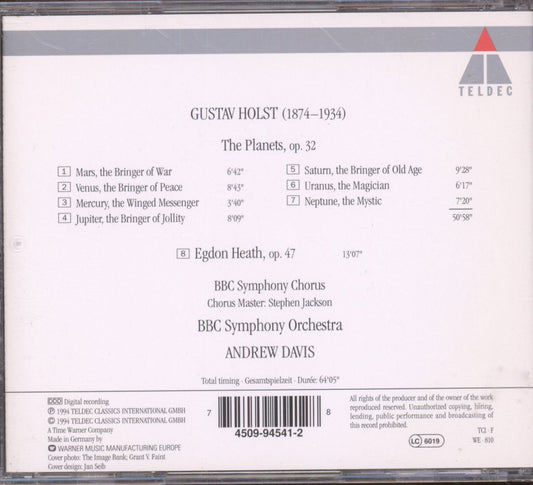 TELDEC
GUSTAV HOLST (1874–1934)
The Planets, op. 32
1 Mars, the Bringer of War 6'42"
2 Venus, the Bringer of Peace 8'43"
3 Mercury, the Winged Messenger 3'40"
4 Jupiter, the Bringer of Jollity 8'09"
5 Saturn, the Bringer of Old Age 9'28"
6 Uranus, the Magician 6'17"
7 Neptune, the Mystic 7'20"
50'58"
8 Egdon Heath, op. 47 13'07"
BBC Symphony Chorus
Chorus Master: Stephen Jackson
BBC Symphony Orchestra
ANDREW DAVIS
Total timing · Gesamtspielzeit · Durée: 64'05"
DDD Digital recording
℗ 1994 TELDEC CLASSICS INTERNATIONAL GMBH
© 1994 TELDEC CLASSICS INTERNATIONAL GMBH
A Time Warner Company
Made in Germany by
WARNER MUSIC MANUFACTURING EUROPE
Cover photo: The Image Bank; Grant V. Faint
Cover design: Jan Seib
7 8
4509-94541-2
All rights of the producer and of the owner of the work
reproduced reserved. Unauthorized copying, hiring,
lending, public performance and broadcasting of
this record prohibited.
LC 6019
TC2 · F
WE · 810